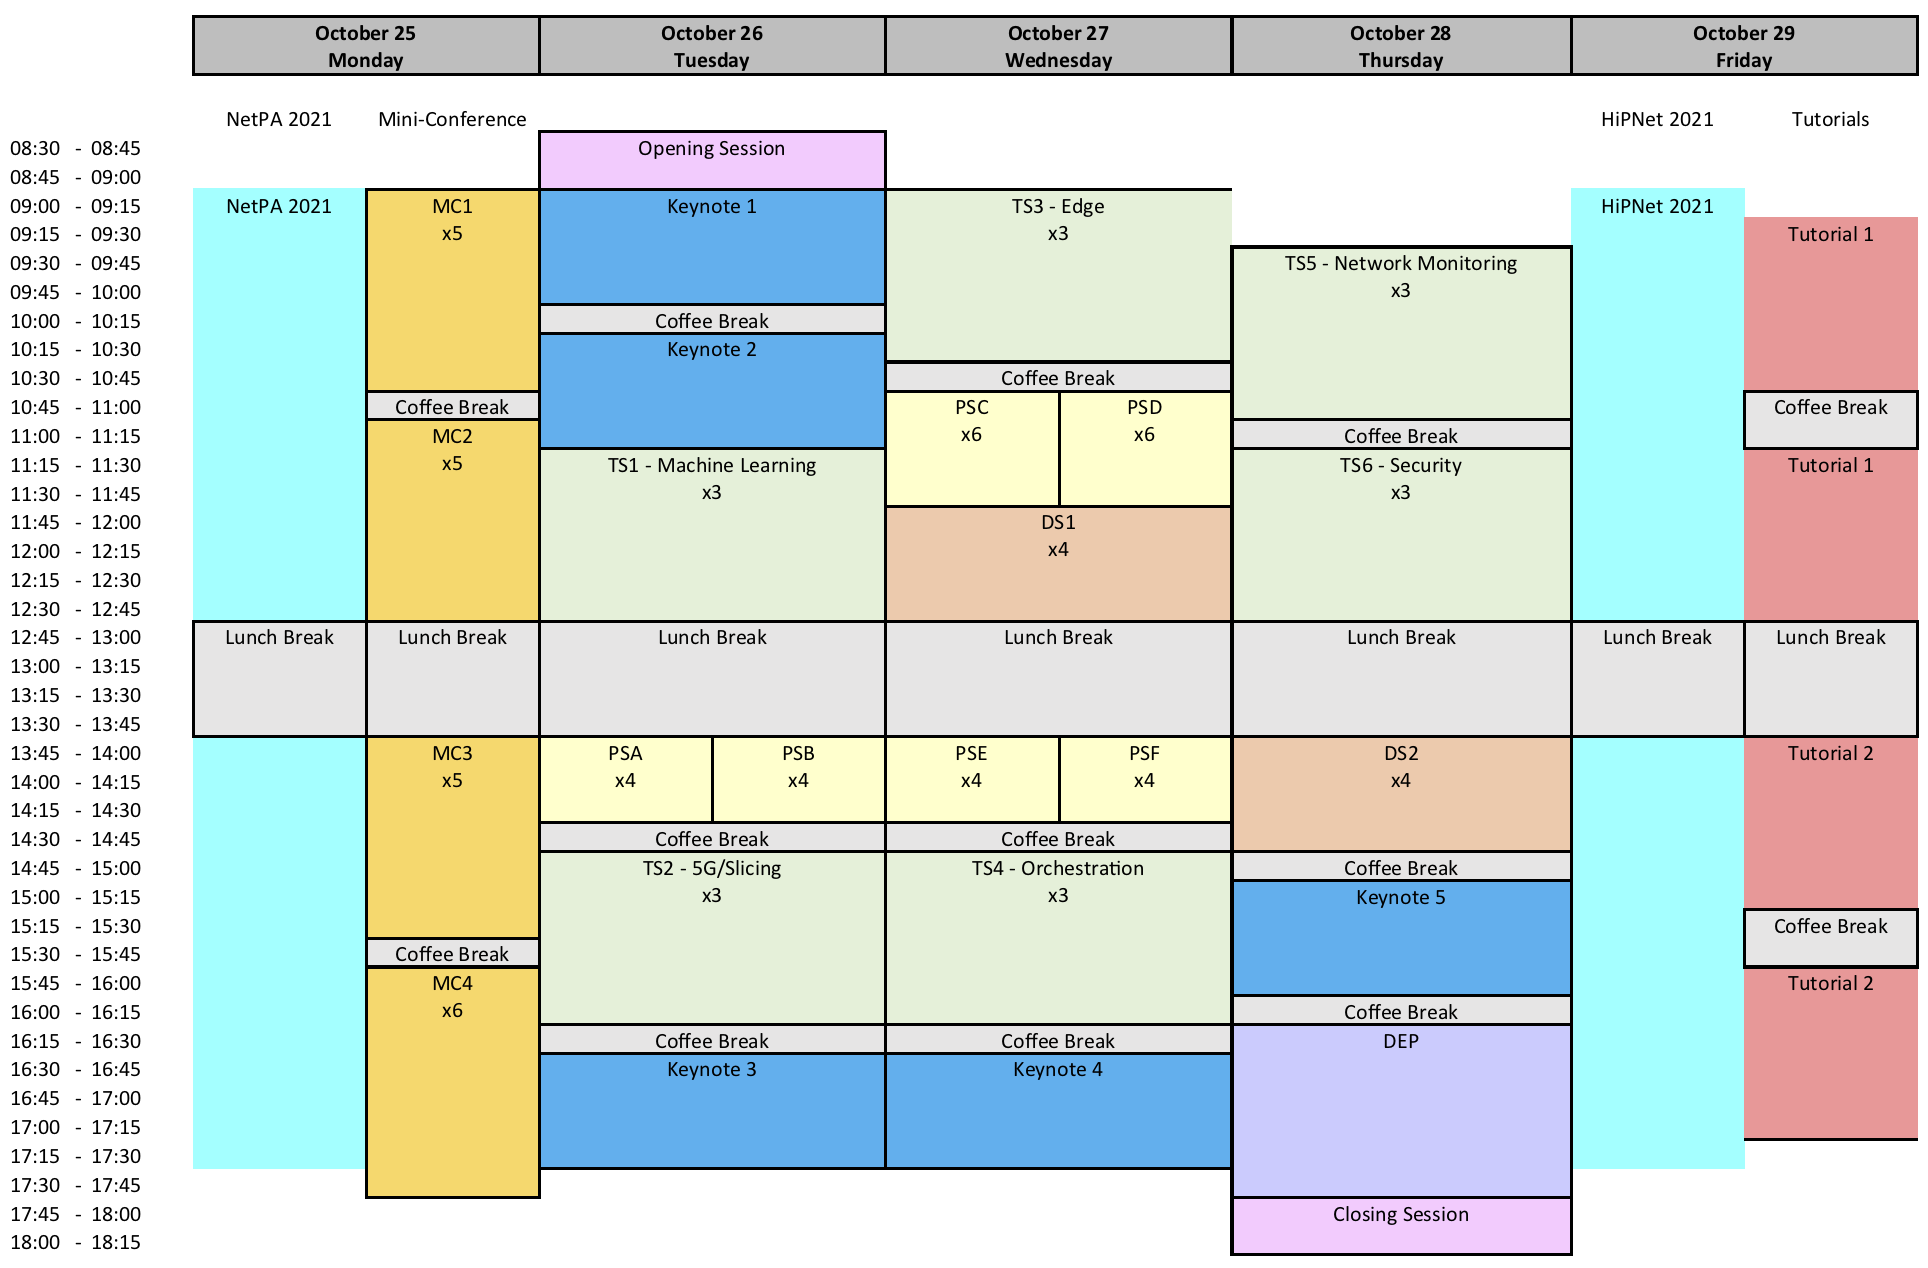 October 25 October 26 October 27 October 28 October 29
Monday Tuesday Wednesday Thursday Friday
NetPA 2021 Mini-Conference HiPNet 2021 Tutorials
08:30 - 08:45 Opening Session
08:45 - 09:00
09:00 - 09:15 NetPA 2021 MC1 Keynote 1 TS3 - Edge HiPNet 2021
09:15 - 09:30 x5 x3 Tutorial 1
09:30 - 09:45 TS5 - Network Monitoring
09:45 - 10:00 x3
10:00 - 10:15 Coffee Break
10:15 - 10:30 Keynote 2
10:30 - 10:45 Coffee Break
10:45 - 11:00 Coffee Break PSC PSD Coffee Break
11:00 - 11:15 MC2 x6 x6 Coffee Break
11:15 - 11:30 x5 TS1 - Machine Learning TS6 - Security Tutorial 1
11:30 - 11:45 x3 x3
11:45 - 12:00 DS1
12:00 - 12:15 x4
12:15 - 12:30
12:30 - 12:45
12:45 - 13:00 Lunch Break Lunch Break Lunch Break Lunch Break Lunch Break Lunch Break Lunch Break
13:00 - 13:15
13:15 - 13:30
13:30 - 13:45
13:45 - 14:00 MC3 PSA PSB PSE PSF DS2 Tutorial 2
14:00 - 14:15 x5 x4 x4 x4 x4 x4
14:15 - 14:30
14:30 - 14:45 Coffee Break Coffee Break
14:45 - 15:00 TS2 - 5G/Slicing TS4 - Orchestration Coffee Break
15:00 - 15:15 x3 x3 Keynote 5
15:15 - 15:30 Coffee Break
15:30 - 15:45 Coffee Break
15:45 - 16:00 MC4 Tutorial 2
16:00 - 16:15 x6 Coffee Break
16:15 - 16:30 Coffee Break Coffee Break DEP
16:30 - 16:45 Keynote 3 Keynote 4
16:45 - 17:00
17:00 - 17:15
17:15 - 17:30
17:30 - 17:45
17:45 - 18:00 Closing Session
18:00 - 18:15